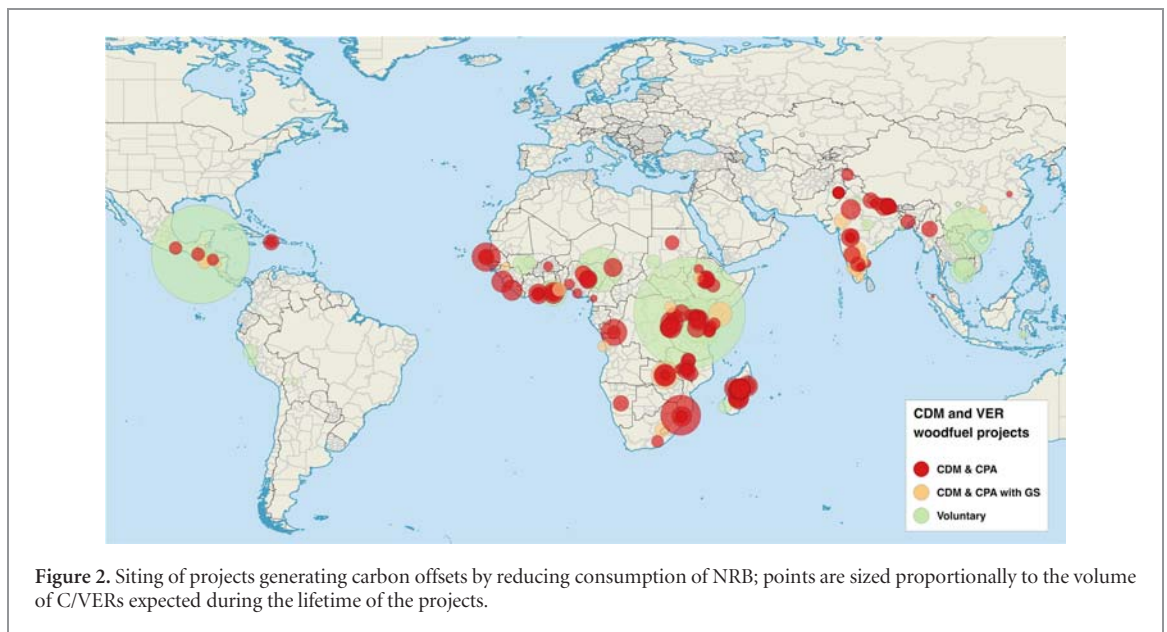 CDM and VER
woodfuel projects
CDM & CPA
CDM & CPA with GS
Voluntary
Figure 2. Siting of projects generating carbon offsets by reducing consumption of NRB; points are sized proportionally to the volume
of C/VERs expected during the lifetime of the projects.